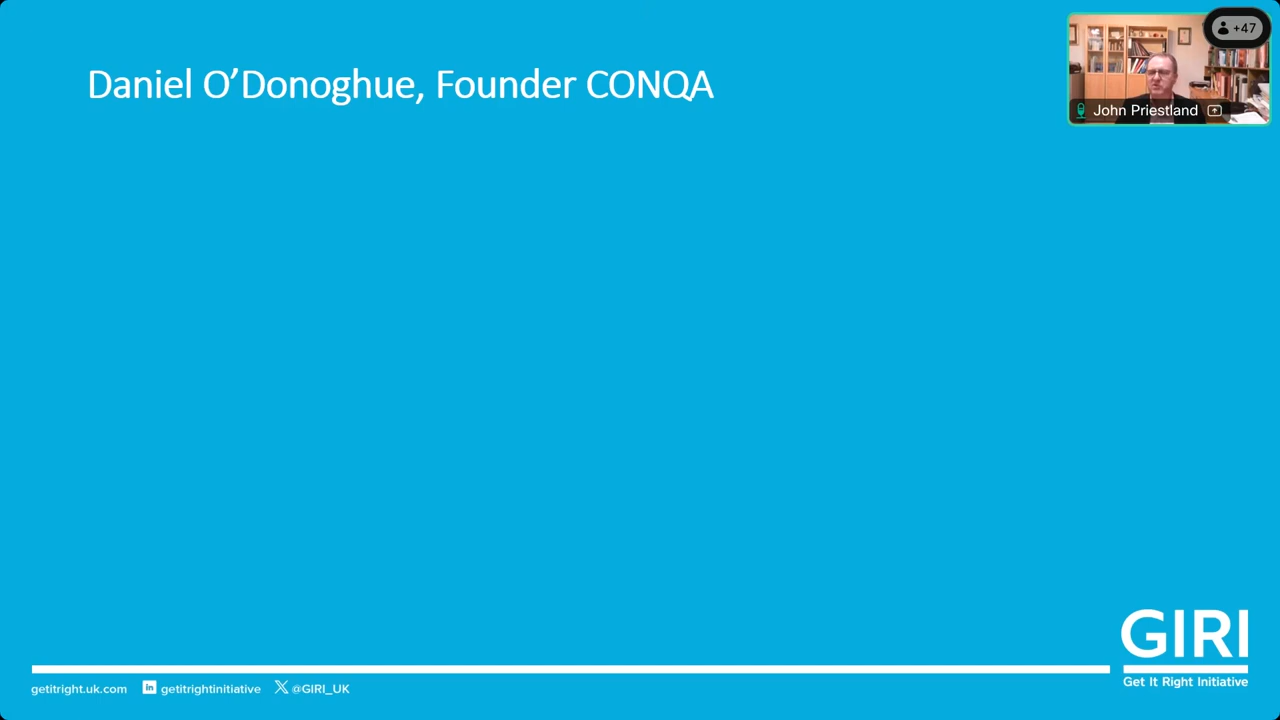 Daniel O’Donoghue, Founder CONQA
+47
John Priestland
GIRI
Get It Right Initiative
getitright.uk.com
getitrightinitiative
@GIRI_UK